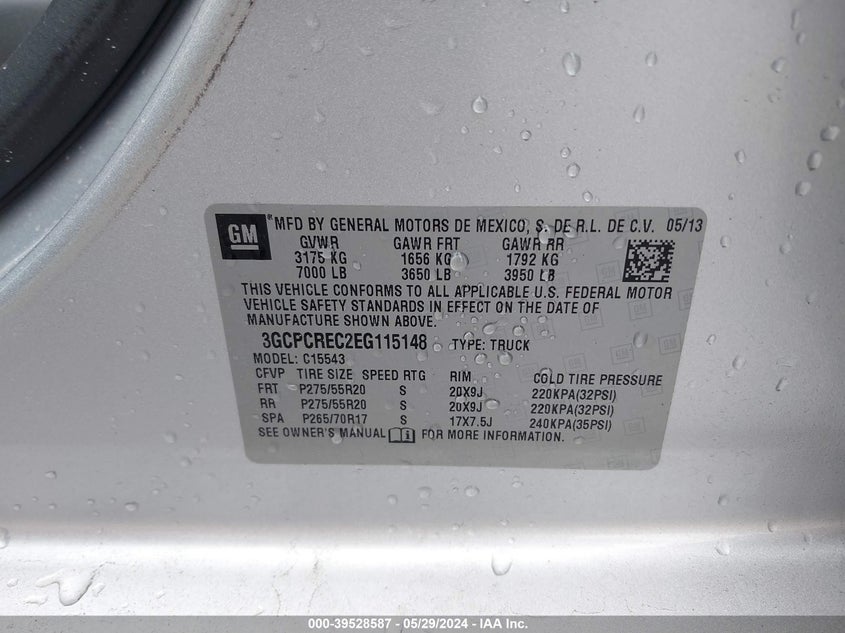 GM ® MFD BY GENERAL MOTORS DE MEXICO, S. DE R.L. DE C.V. 05/13
GVWR GAWR FRT GAWR RR
3175 KG 1656 KG 1792 KG
7000 LB 3650 LB 3950 LB
THIS VEHICLE CONFORMS TO ALL APPLICABLE U.S. FEDERAL MOTOR
VEHICLE SAFETY STANDARDS IN EFFECT ON THE DATE OF
MANUFACTURE SHOWN ABOVE.
3GCPCREC2EG115148 TYPE: TRUCK
MODEL: C15543
CFVP TIRE SIZE SPEED RTG RIM COLD TIRE PRESSURE
FRT P275/55R20 S 20X9J 220KPA(32PSI)
RR P275/55R20 S 20X9J 220KPA(32PSI)
SPA P265/70R17 S 17X7.5J 240KPA(35PSI)
SEE OWNER'S MANUAL FOR MORE INFORMATION.
000-39528587 - 05/29/2024 - IAA Inc.